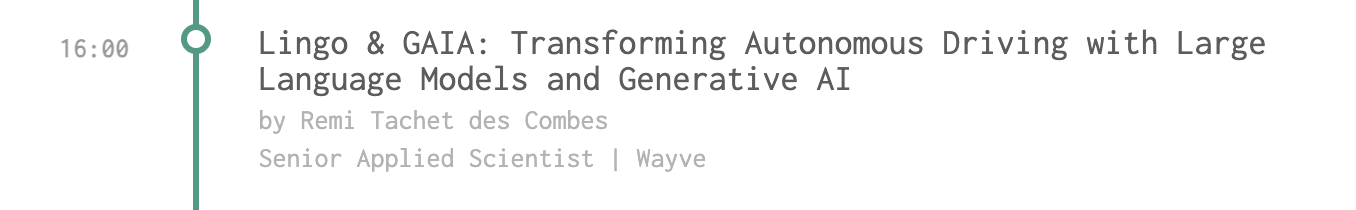 16:00
Lingo & GAIA: Transforming Autonomous Driving with Large
Language Models and Generative AI
by Remi Tachet des Combes
Senior Applied Scientist | Wayve